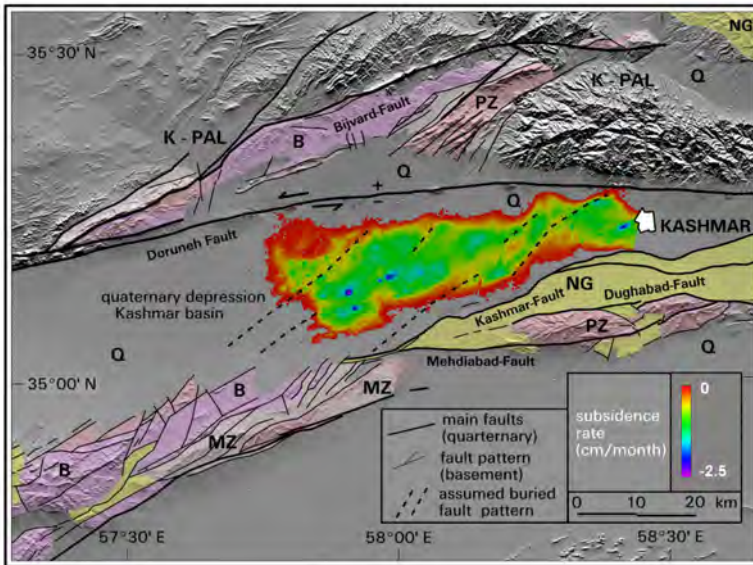 35°30' N
NG
K - PAL
Q
PZ
K - PAL
Bijvard-Fault
B
Q
+
-
Q
KASHMAR
Doruneh Fault
NG
quaternary depression
Kashmar basin
Kashmar-Fault
Dughabad-Fault
PZ
Q
Q
Mehdiabad-Fault
35°00' N
B
MZ
MZ
B
main faults
(quarternary)
fault pattern
(basement)
assumed buried
fault pattern
subsidence
rate
(cm/month)
0
-2.5
0 10 20 km
57°30' E
58°00' E
58°30' E